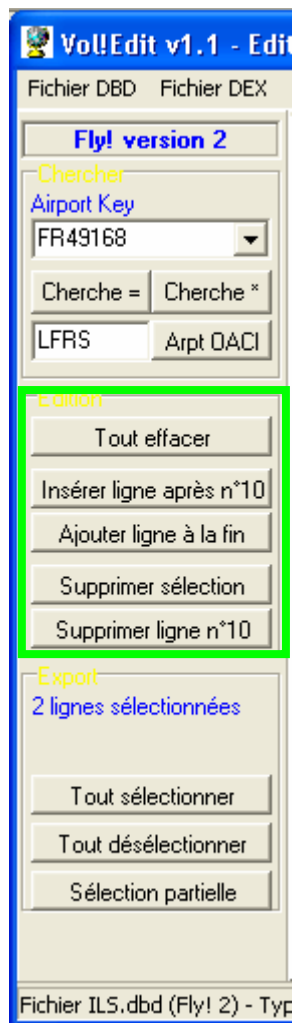 Vol!Edit v1.1 - Edi
Fichier DBD Fichier DEX
Fly! version 2
Chercher
Airport Key
FR49168
Cherche = Cherche *
LFRS Arpt OACI
Edition
Tout effacer
Insérer ligne après n°10
Ajouter ligne à la fin
Supprimer sélection
Supprimer ligne n°10
Export
2 lignes sélectionnées
Tout sélectionner
Tout désélectionner
Sélection partielle
Fichier ILS.dbd (Fly! 2) - Typ